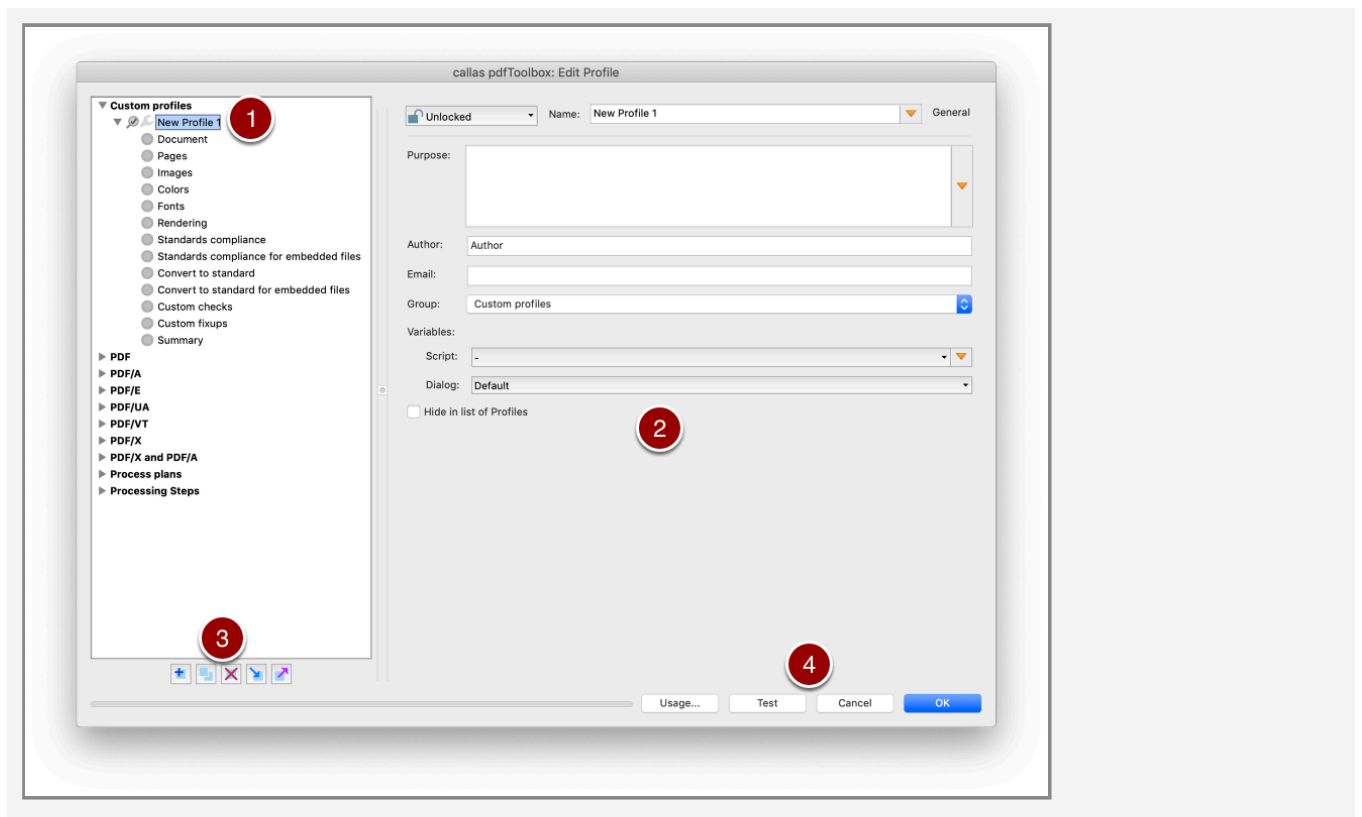 callas pdfToolbox: Edit Profile
Custom profiles
New Profile 1
1
Document
Pages
Images
Colors
Fonts
Rendering
Standards compliance
Standards compliance for embedded files
Convert to standard
Convert to standard for embedded files
Custom checks
Custom fixups
Summary
PDF
PDF/A
PDF/E
PDF/UA
PDF/VT
PDF/X
PDF/X and PDF/A
Process plans
Processing Steps
3
Unlocked
Name: New Profile 1
General
Purpose:
Author: Author
Email:
Group: Custom profiles
Variables:
Script: -
Dialog: Default
Hide in list of Profiles
2
4
Usage... Test Cancel OK